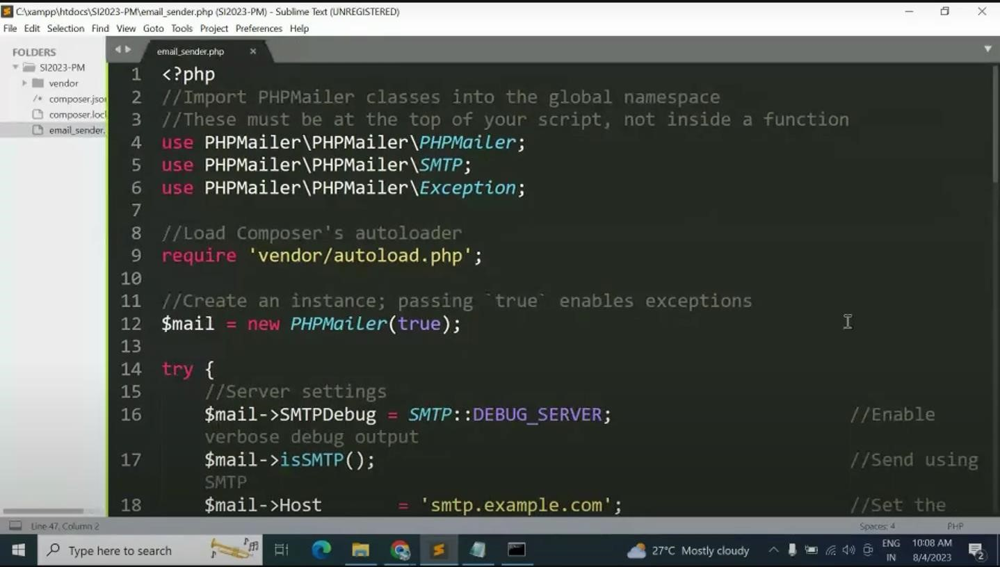 C:\xampp\htdocs\SI2023-PM\email_sender.php (SI2023-PM) - Sublime Text (UNREGISTERED)
File Edit Selection Find View Goto Tools Project Preferences Help
FOLDERS
SI2023-PM
vendor
composer.json
composer.lock
email_sender.
email_sender.php
1 <?php
2 //Import PHPMailer classes into the global namespace
3 //These must be at the top of your script, not inside a function
4 use PHPMailer\PHPMailer\PHPMailer;
5 use PHPMailer\PHPMailer\SMTP;
6 use PHPMailer\PHPMailer\Exception;
7
8 //Load Composer's autoloader
9 require 'vendor/autoload.php';
10
11 //Create an instance; passing `true` enables exceptions
12 $mail = new PHPMailer(true);
13
14 try {
15 //Server settings
16 $mail->SMTPDebug = SMTP::DEBUG_SERVER; //Enable
verbose debug output
17 $mail->isSMTP(); //Send using
SMTP
18 $mail->Host = 'smtp.example.com'; //Set the
Line 47, Column 2 Spaces: 4 PHP
Type here to search
27°C Mostly cloudy
ENG
IN
10:08 AM
8/4/2023
2